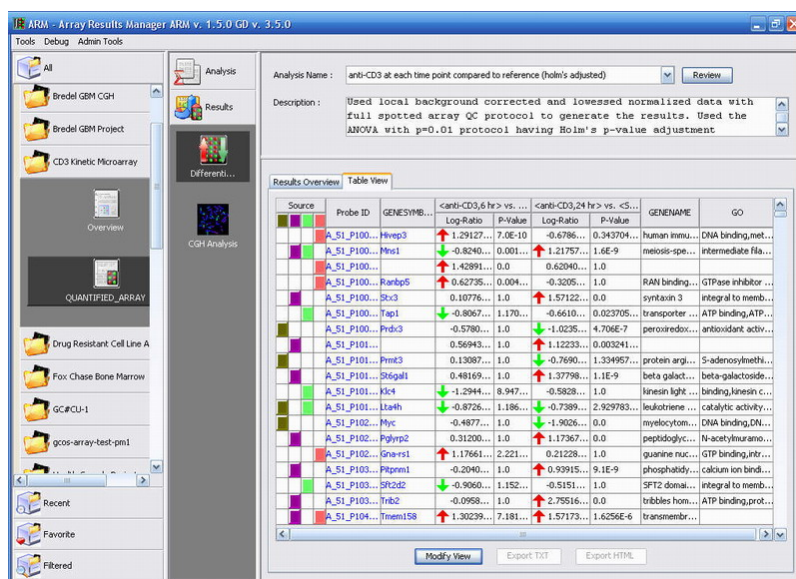 ARM - Array Results Manager ARM v. 1.5.0 GD v. 3.5.0
Tools Debug Admin Tools
All
Bredel GBM CGH
Bredel GBM Project
CD3 Kinetic Microarray
Overview
QUANTIFIED_ARRAY
Drug Resistant Cell Line A
Fox Chase Bone Marrow
GC#CU-1
gcos-array-test-pm1
Recent
Favorite
Filtered
Analysis
Results
Differenti...
CGH Analysis
Analysis Name : anti-CD3 at each time point compared to reference (holm's adjusted) Review
Description : Used local background corrected and lowessed normalized data with
full spotted array QC protocol to generate the results. Used the
ANOVA with p=0.01 protocol having Holm's p-value adjustment
Results Overview Table View
Source Probe ID GENESYMB... <anti-CD3,6 hr> vs. ... <anti-CD3,24 hr> vs. <S... GENENAME GO
Log-Ratio P-Value Log-Ratio P-Value
A_51_P100... Hivep3 1.29127... 7.0E-10 -0.6786... 0.343704... human immu... DNA binding,met...
A_51_P100... Mns1 -0.8240... 0.001... 1.21757... 1.6E-9 meiosis-spe... intermediate fila...
A_51_P100... 1.42891... 0.0 0.62040... 1.0
A_51_P100... Ranbp5 0.62735... 0.004... -0.3205... 1.0 RAN binding... GTPase inhibitor ...
A_51_P100... Stx3 0.10776... 1.0 1.57122... 0.0 syntaxin 3 integral to memb...
A_51_P100... Tap1 -0.8067... 1.170... -0.6610... 0.023705... transporter ... ATP binding,ATP...
A_51_P100... Prdx3 -0.5780... 1.0 -1.0235... 4.706E-7 peroxiredox... antioxidant activ...
A_51_P101... 0.56943... 1.0 1.12233... 0.003241...
A_51_P101... Prmt3 0.13087... 1.0 -0.7690... 1.334957... protein argi... S-adenosylmethi...
A_51_P101... St6gal1 0.48169... 1.0 1.37798... 1.1E-9 beta galact... beta-galactoside...
A_51_P101... Klc4 -1.2944... 8.947... -0.5828... 1.0 kinesin light ... binding,kinesin c...
A_51_P101... Lta4h -0.8726... 1.186... -0.7389... 2.929783... leukotriene ... catalytic activity...
A_51_P102... Myc -0.4877... 1.0 -1.9026... 0.0 myelocytom... DNA binding,DN...
A_51_P102... Pglyrp2 0.31200... 1.0 1.17367... 0.0 peptidoglyc... N-acetylmuramo...
A_51_P102... Gna-rs1 1.17661... 2.221... 0.21228... 1.0 guanine nuc... GTP binding,intr...
A_51_P103... Pitpnm1 -0.2040... 1.0 0.93915... 9.1E-9 phosphatidy... calcium ion bindi...
A_51_P103... Sft2d2 -0.9060... 1.152... -0.5151... 1.0 SFT2 domai... integral to memb...
A_51_P103... Trib2 -0.0958... 1.0 2.75516... 0.0 tribbles hom... ATP binding,prot...
A_51_P104... Tmem158 1.30239... 7.181... 1.57173... 1.6256E-6 transmembr...
Modify View Export TXT Export HTML